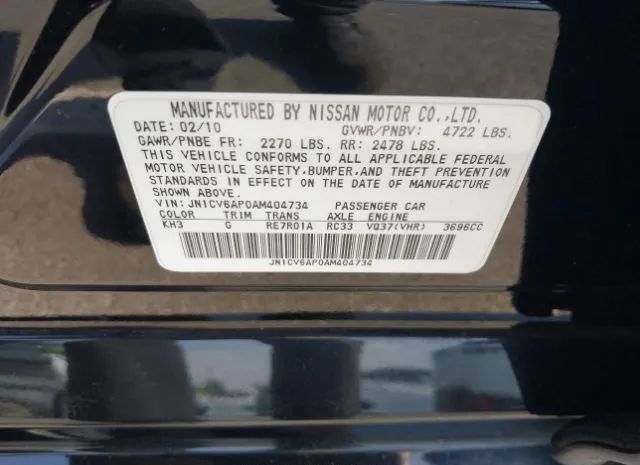 MANUFACTURED BY NISSAN MOTOR CO.,LTD.
DATE: 02/10 GVWR/PNBV: 4722 LBS.
GAWR/PNBE FR: 2270 LBS. RR: 2478 LBS.
THIS VEHICLE CONFORMS TO ALL APPLICABLE FEDERAL
MOTOR VEHICLE SAFETY, BUMPER, AND THEFT PREVENTION
STANDARDS IN EFFECT ON THE DATE OF MANUFACTURE
SHOWN ABOVE.
VIN: JN1CV6AP0AM404734 PASSENGER CAR
COLOR TRIM TRANS AXLE ENGINE
KH3 G RE7R01A RC33 VQ37(VHR) 3696CC
JN1CV6AP0AM404734